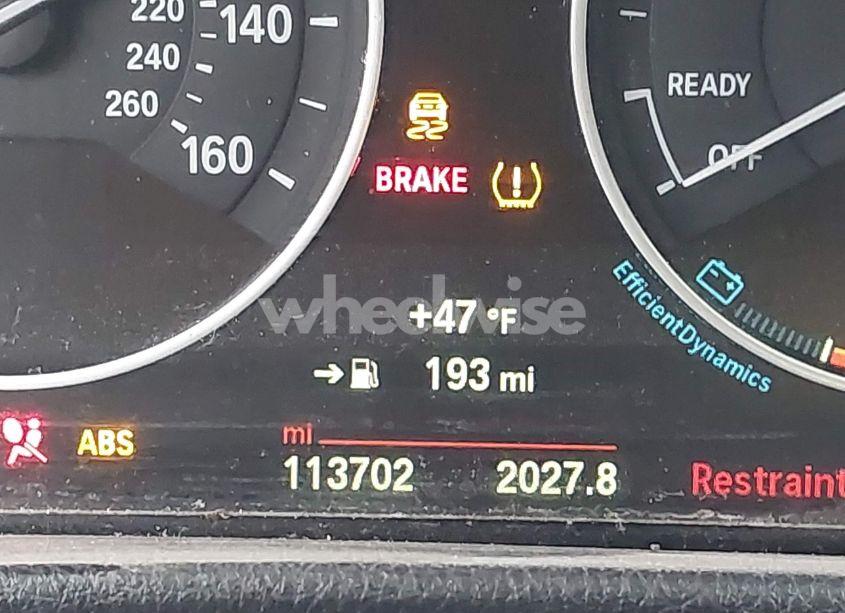 220
140
240
260
160
READY
OFF
BRAKE
wheelwise
+47 °F
193 mi
EfficientDynamics
ABS
mi
113702 2027.8
Restraint